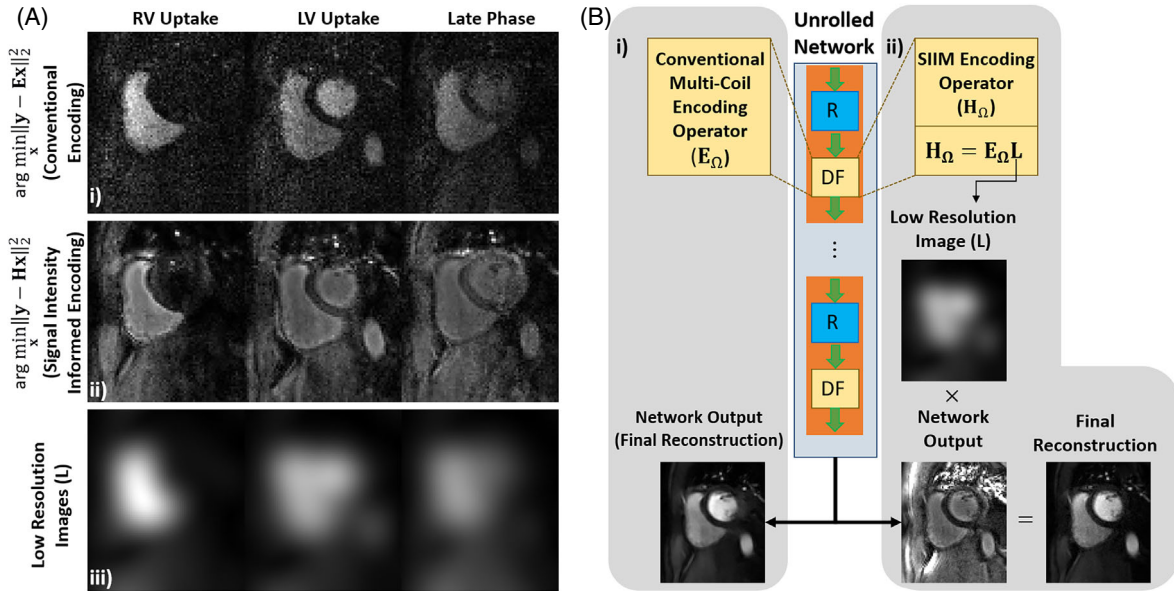 (A)
RV Uptake
LV Uptake
Late Phase
arg min x ‖y − Ex‖₂²
(Conventional
Encoding)
i)
arg min x ‖y − Hx‖₂²
(Signal Intensity
Informed Encoding)
ii)
Low Resolution
Images (L)
iii)
(B)
i)
Conventional
Multi-Coil
Encoding
Operator
(E_Ω)
Unrolled
Network
R
DF
⋮
R
DF
ii)
SIIM Encoding
Operator
(H_Ω)
H_Ω = E_ΩL
Low Resolution
Image (L)
×
Network Output
(Final Reconstruction)
Network
Output
=
Final
Reconstruction